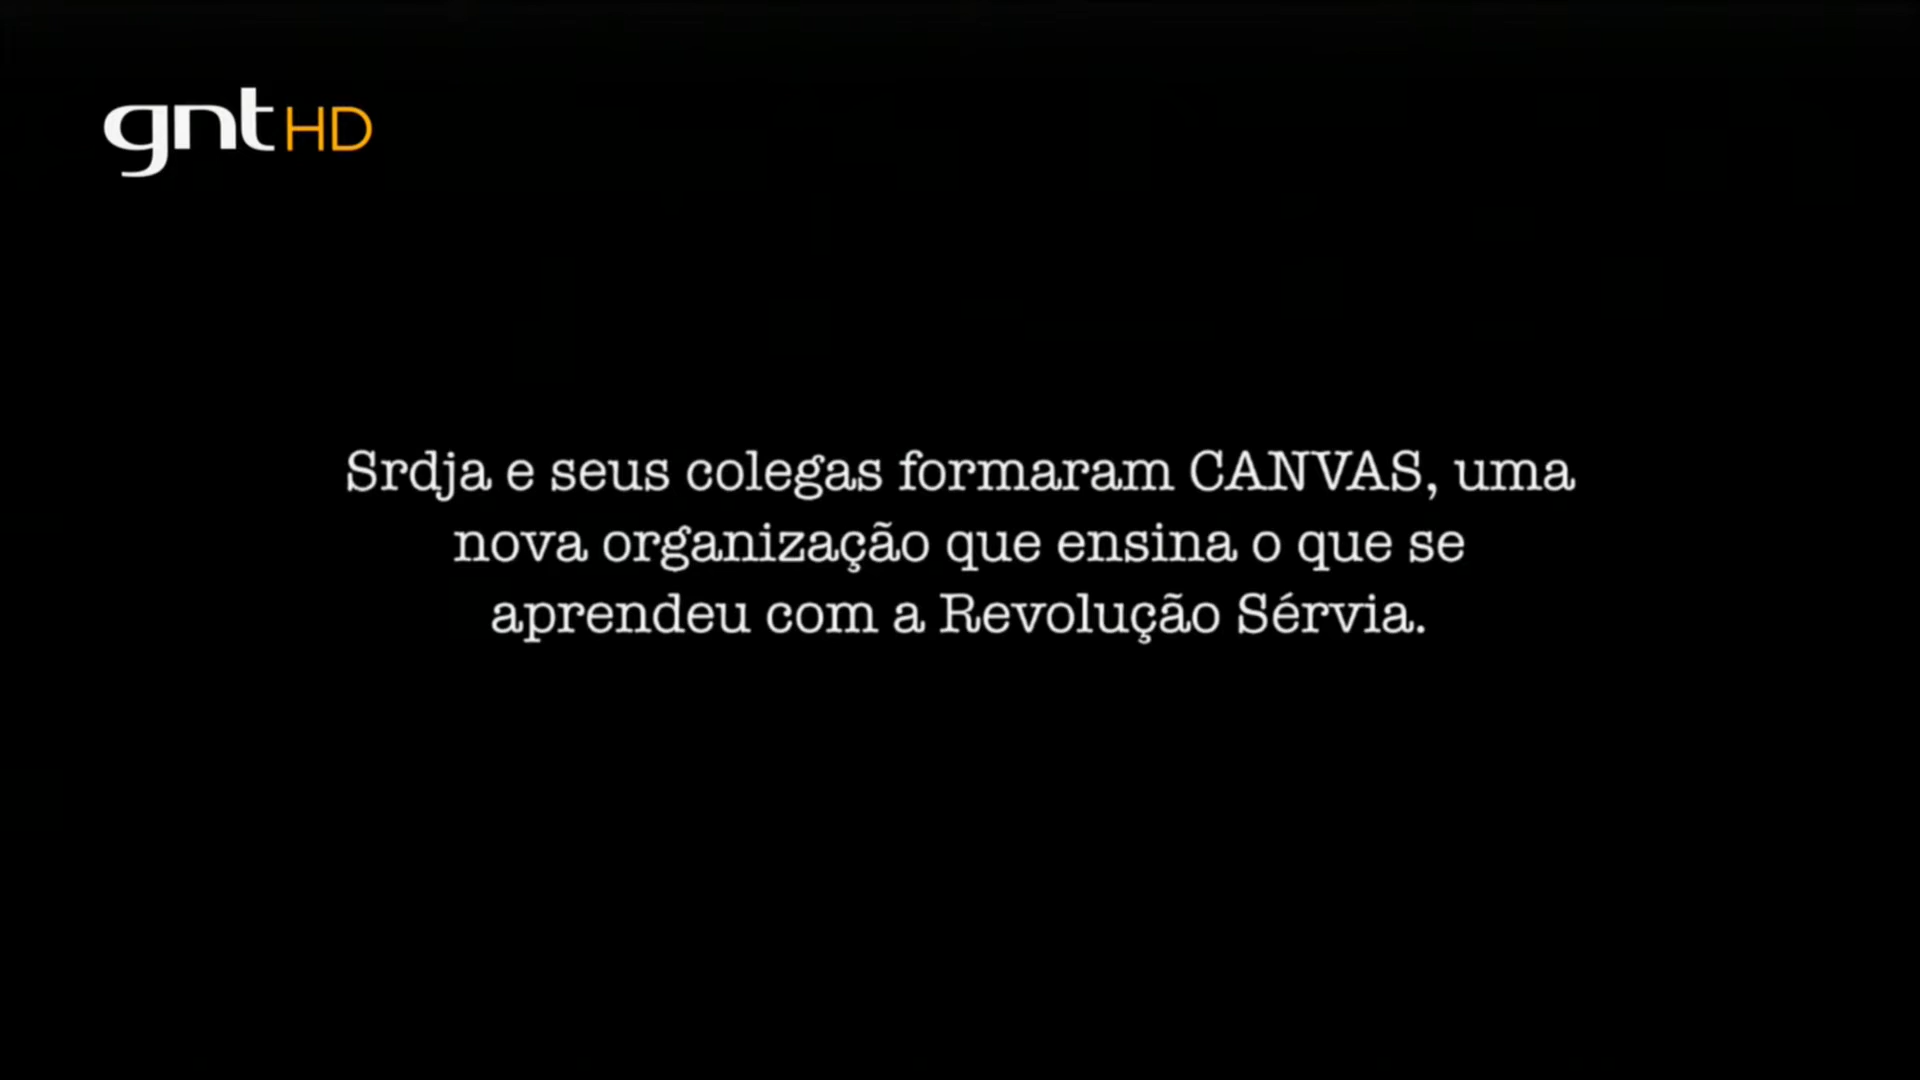 gnt HD
Srdja e seus colegas formaram CANVAS, uma
nova organização que ensina o que se
aprendeu com a Revolução Sérvia.